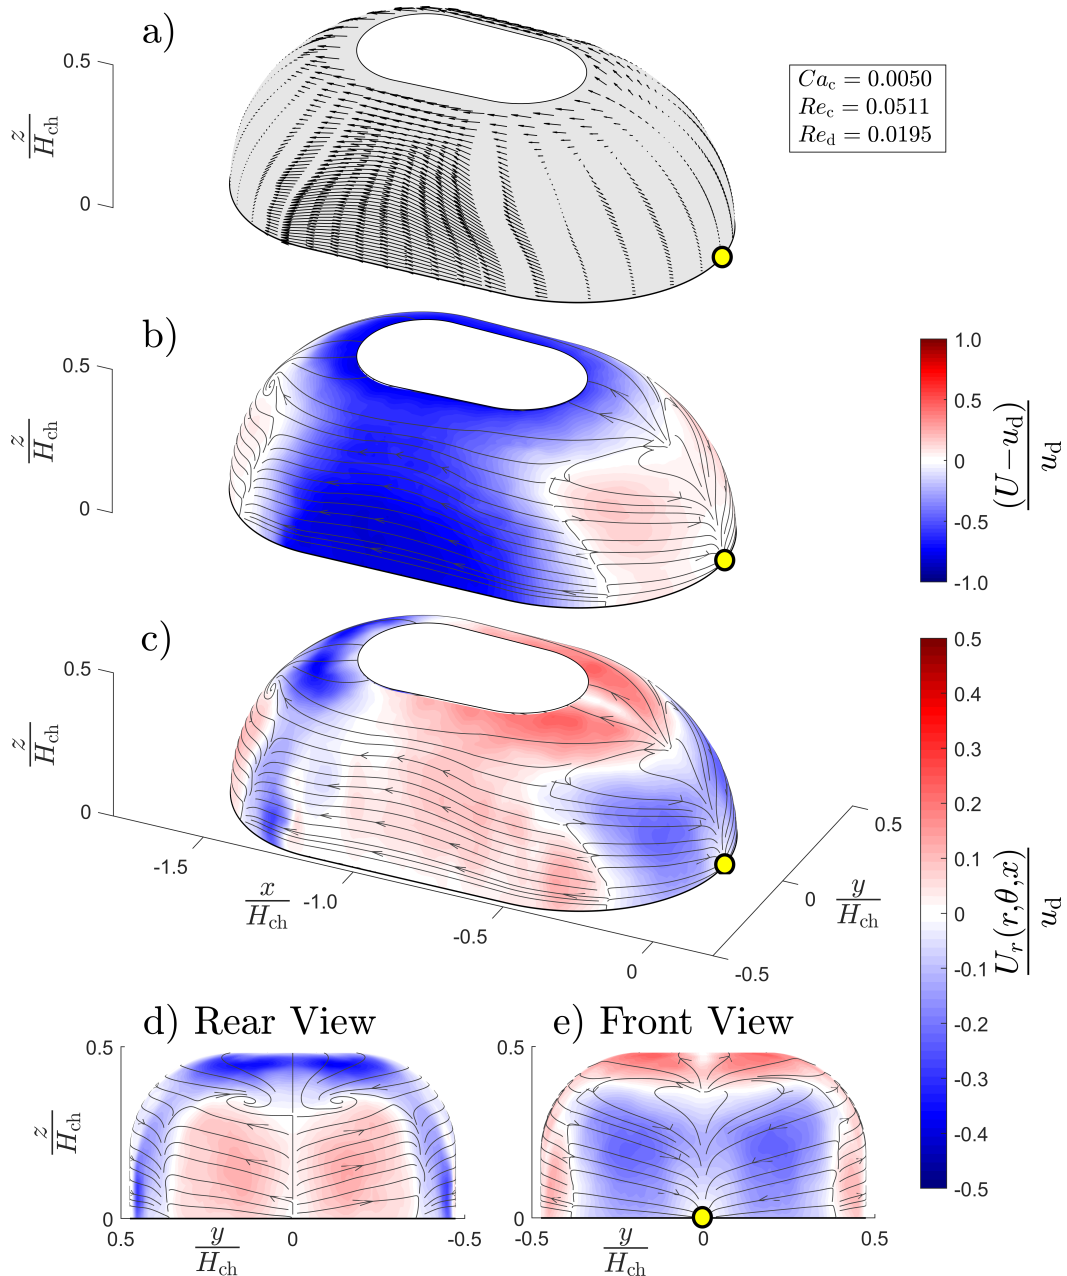 a)
0.5
z/H_ch
0
Ca_c = 0.0050
Re_c = 0.0511
Re_d = 0.0195
b)
0.5
z/H_ch
0
1.0
0.5
0
-0.5
-1.0
(U − u_d)/u_d
c)
0.5
z/H_ch
0
-1.5
x/H_ch
-1.0
-0.5
0
-0.5
0
0.5
y/H_ch
0.5
0.4
0.3
0.2
0.1
0
-0.1
-0.2
-0.3
-0.4
-0.5
U_r(r,θ,x)/u_d
d) Rear View
0.5
z/H_ch
0
0.5
y/H_ch
0
-0.5
e) Front View
0.5
0
-0.5
y/H_ch
0
0.5